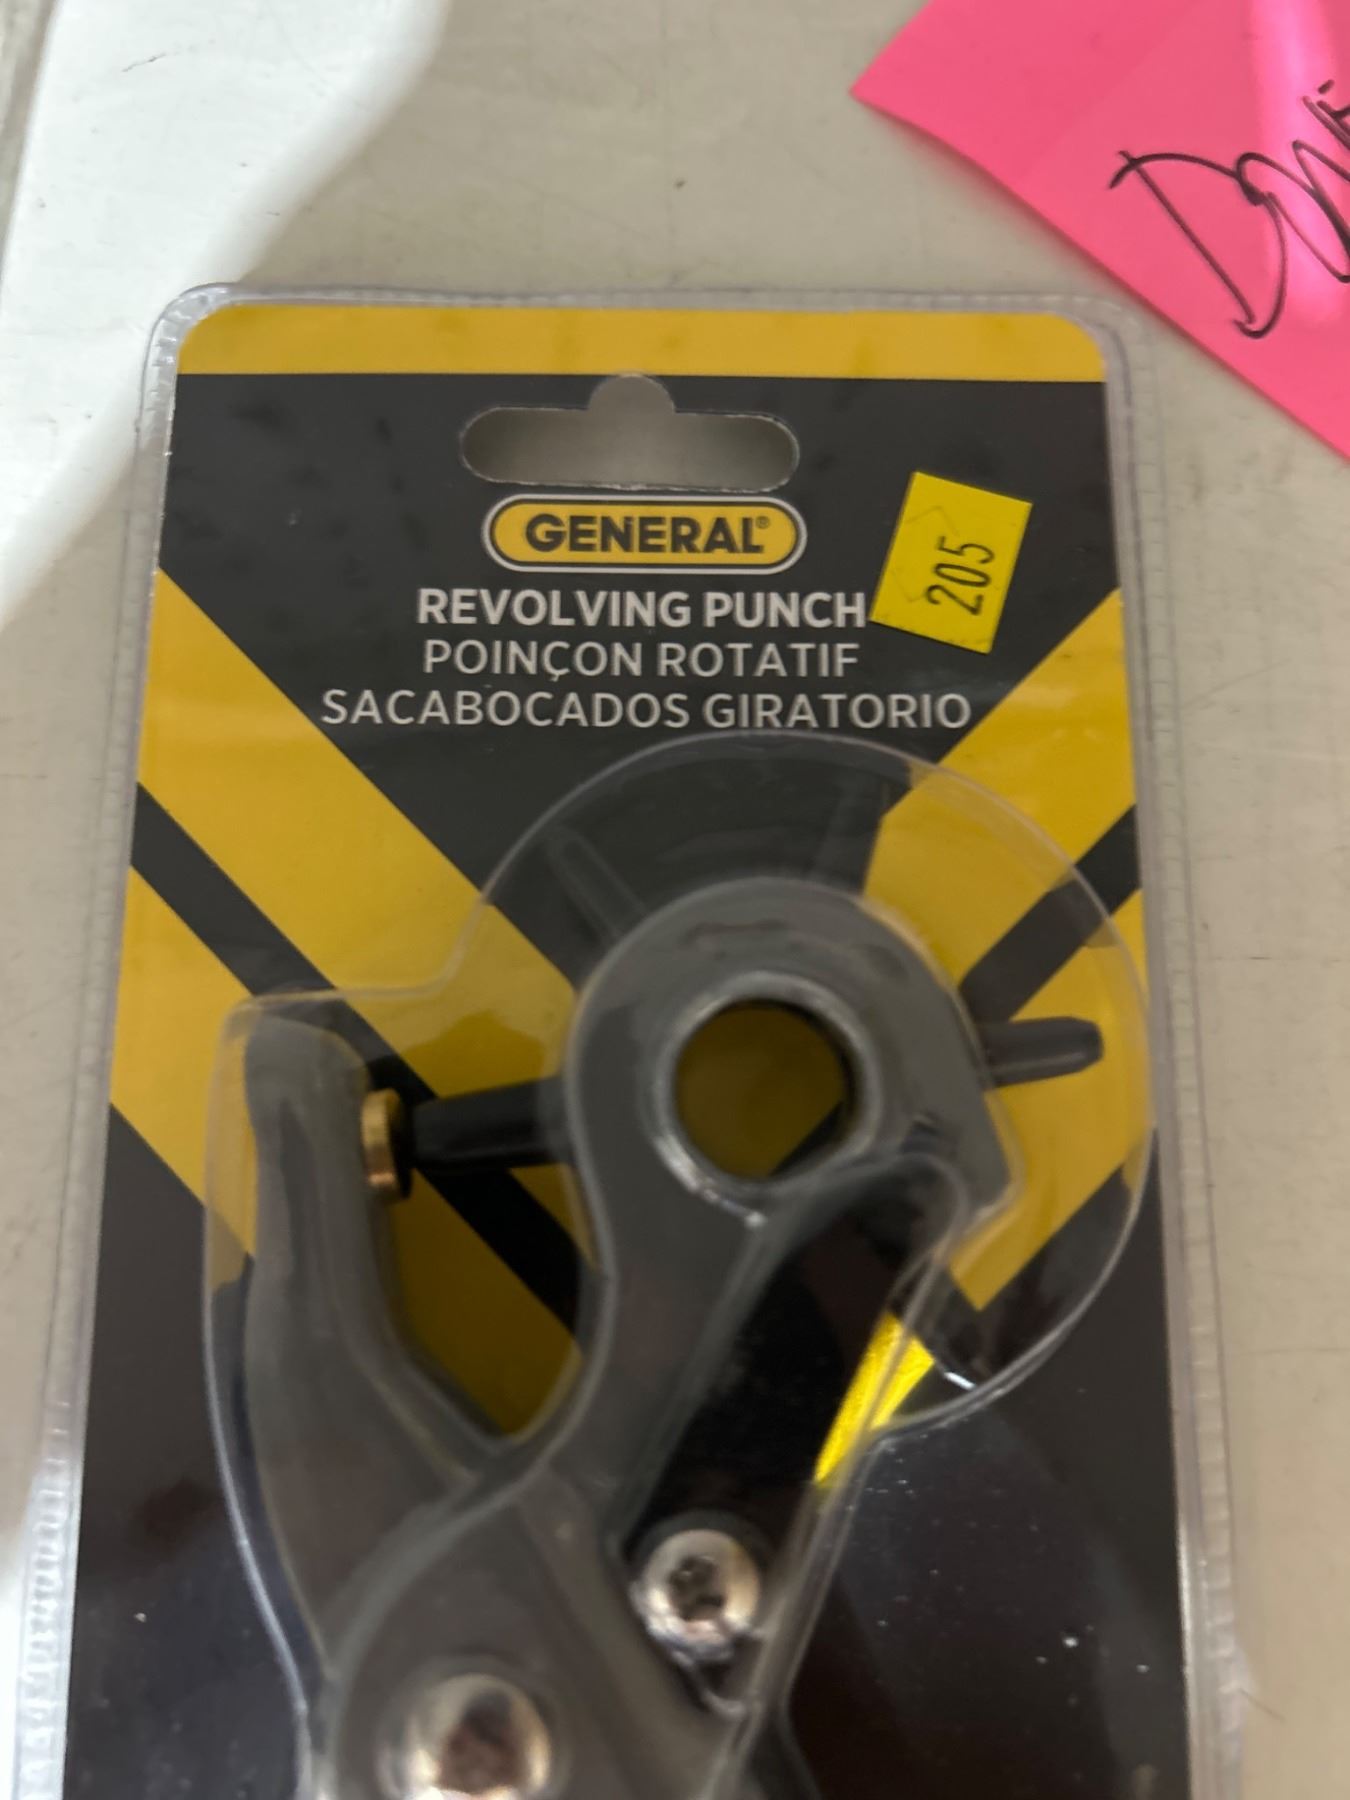 GENERAL®
REVOLVING PUNCH
POINÇON ROTATIF
SACABOCADOS GIRATORIO
205